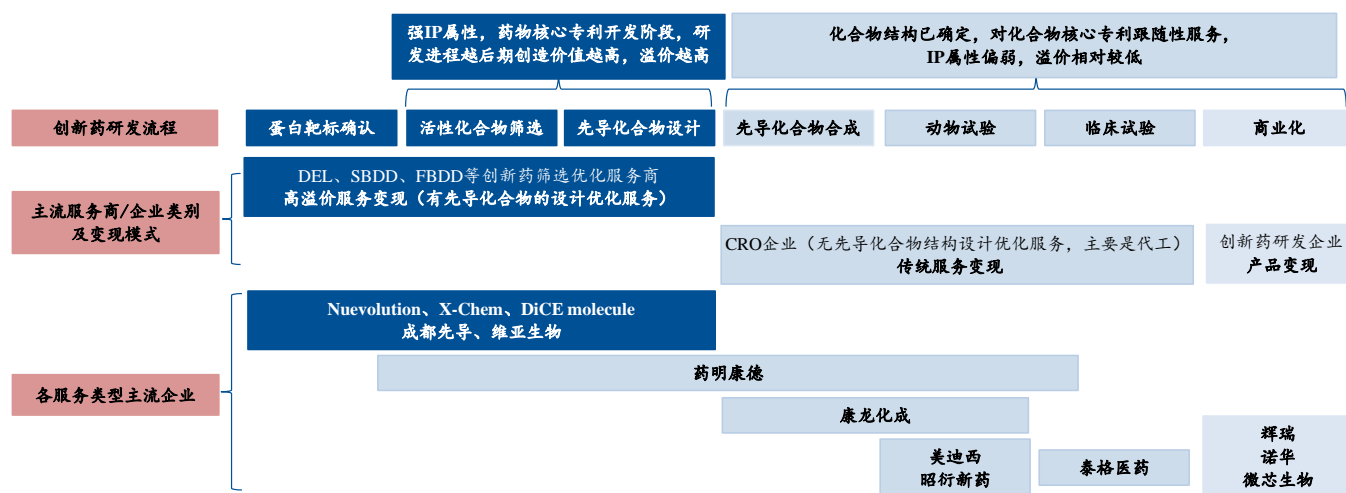 强IP属性，药物核心专利开发阶段，研
发进程越后期创造价值越高，溢价越高
化合物结构已确定，对化合物核心专利跟随性服务，
IP属性偏弱，溢价相对较低
创新药研发流程
蛋白靶标确认
活性化合物筛选
先导化合物设计
先导化合物合成
动物试验
临床试验
商业化
主流服务商/企业类别
及变现模式
DEL、SBDD、FBDD等创新药筛选优化服务商
高溢价服务变现（有先导化合物的设计优化服务）
CRO企业（无先导化合物结构设计优化服务，主要是代工）
传统服务变现
创新药研发企业
产品变现
各服务类型主流企业
Nuevolution、X-Chem、DiCE molecule
成都先导、维亚生物
药明康德
康龙化成
美迪西
昭衍新药
泰格医药
辉瑞
诺华
微芯生物